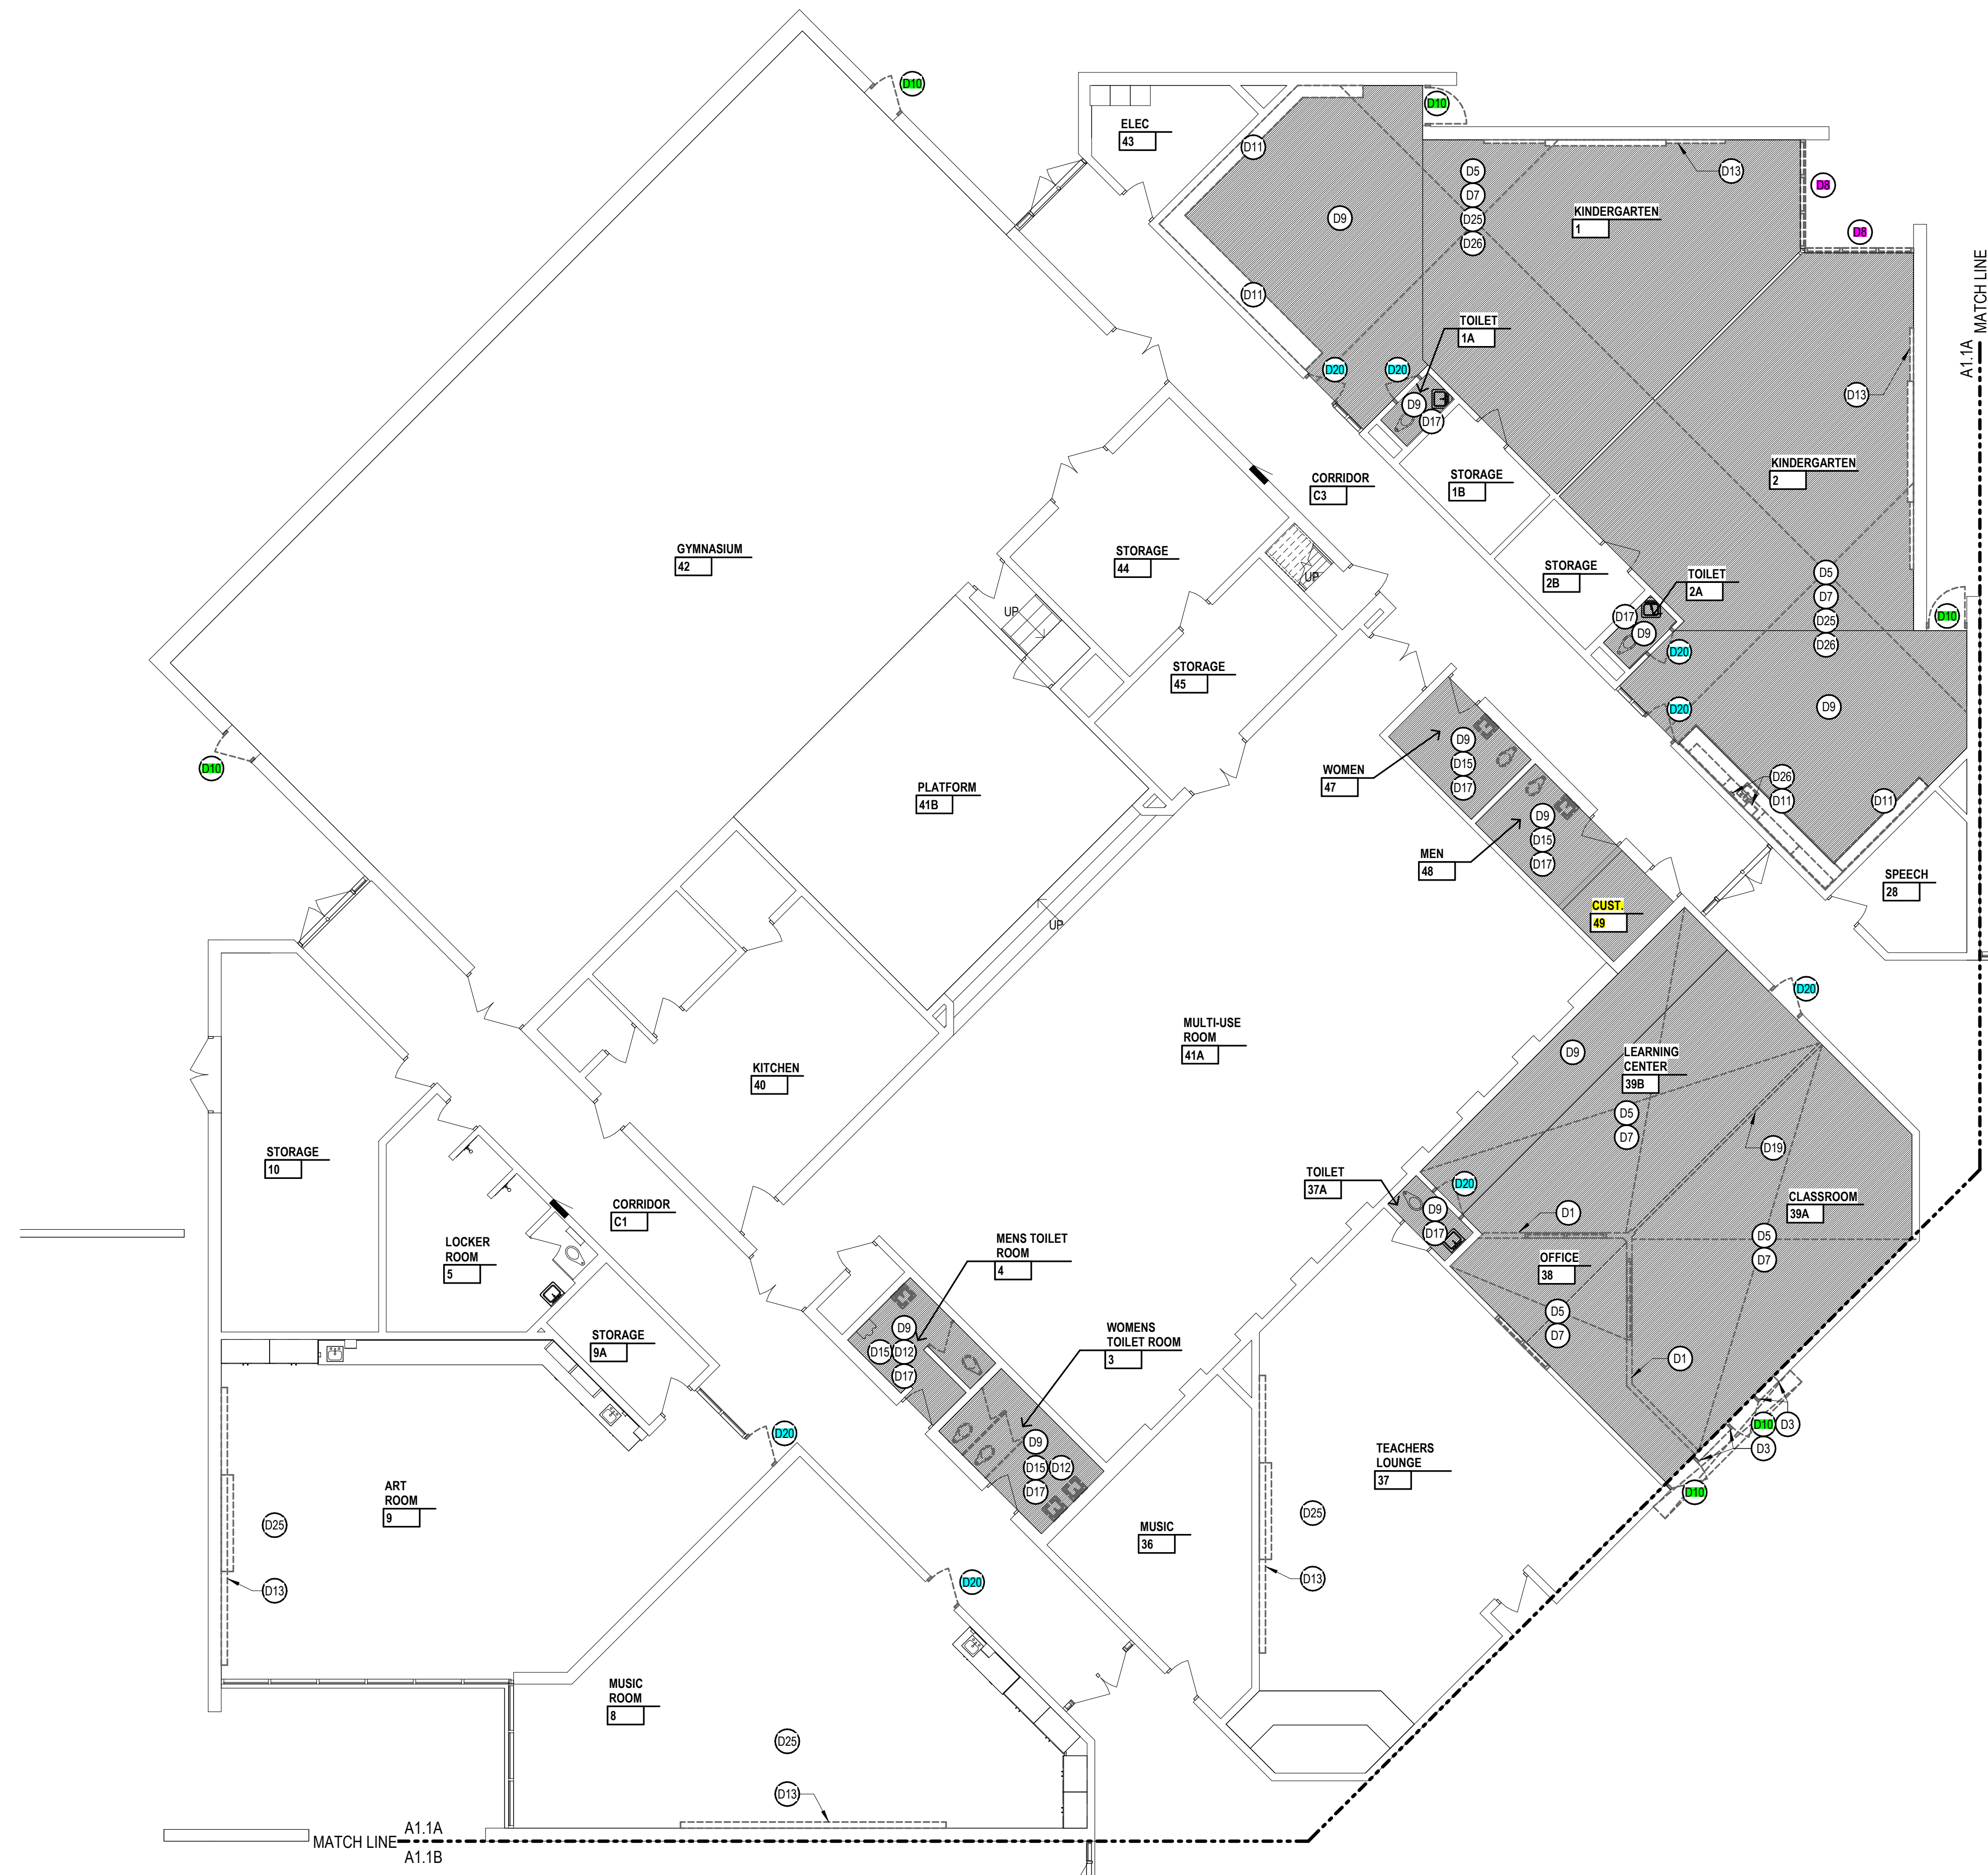 D10
ELEC
43
D10
D11
D5
D7
D25
D26
D13
D9
KINDERGARTEN
1
D8
D8
D11
A1.1A MATCH LINE
TOILET
1A
D20
D20
D9
D17
D13
CORRIDOR
C3
STORAGE
1B
KINDERGARTEN
2
GYMNASIUM
42
STORAGE
44
UP
STORAGE
2B
TOILET
2A
D5
D7
D25
D26
UP
D17
D9
D10
D20
STORAGE
45
D20
D9
D10
PLATFORM
41B
WOMEN
47
D9
D15
D17
D26
D11
D11
MEN
48
D9
D15
D17
SPEECH
28
CUST.
49
UP
D20
MULTI-USE
ROOM
41A
D9
LEARNING
CENTER
39B
KITCHEN
40
D5
D7
STORAGE
10
D19
TOILET
37A
D20
CORRIDOR
C1
D9
D17
D1
CLASSROOM
39A
LOCKER
ROOM
5
MENS TOILET
ROOM
4
D5
D7
OFFICE
38
D5
D7
STORAGE
9A
D9
D15
D12
D17
WOMENS
TOILET ROOM
3
D1
D20
D9
D15
D12
D17
D10
D3
D3
D10
TEACHERS
LOUNGE
37
ART
ROOM
9
D25
D25
MUSIC
36
D13
D20
D13
MUSIC
ROOM
8
D25
D13
A1.1A
MATCH LINE
A1.1B